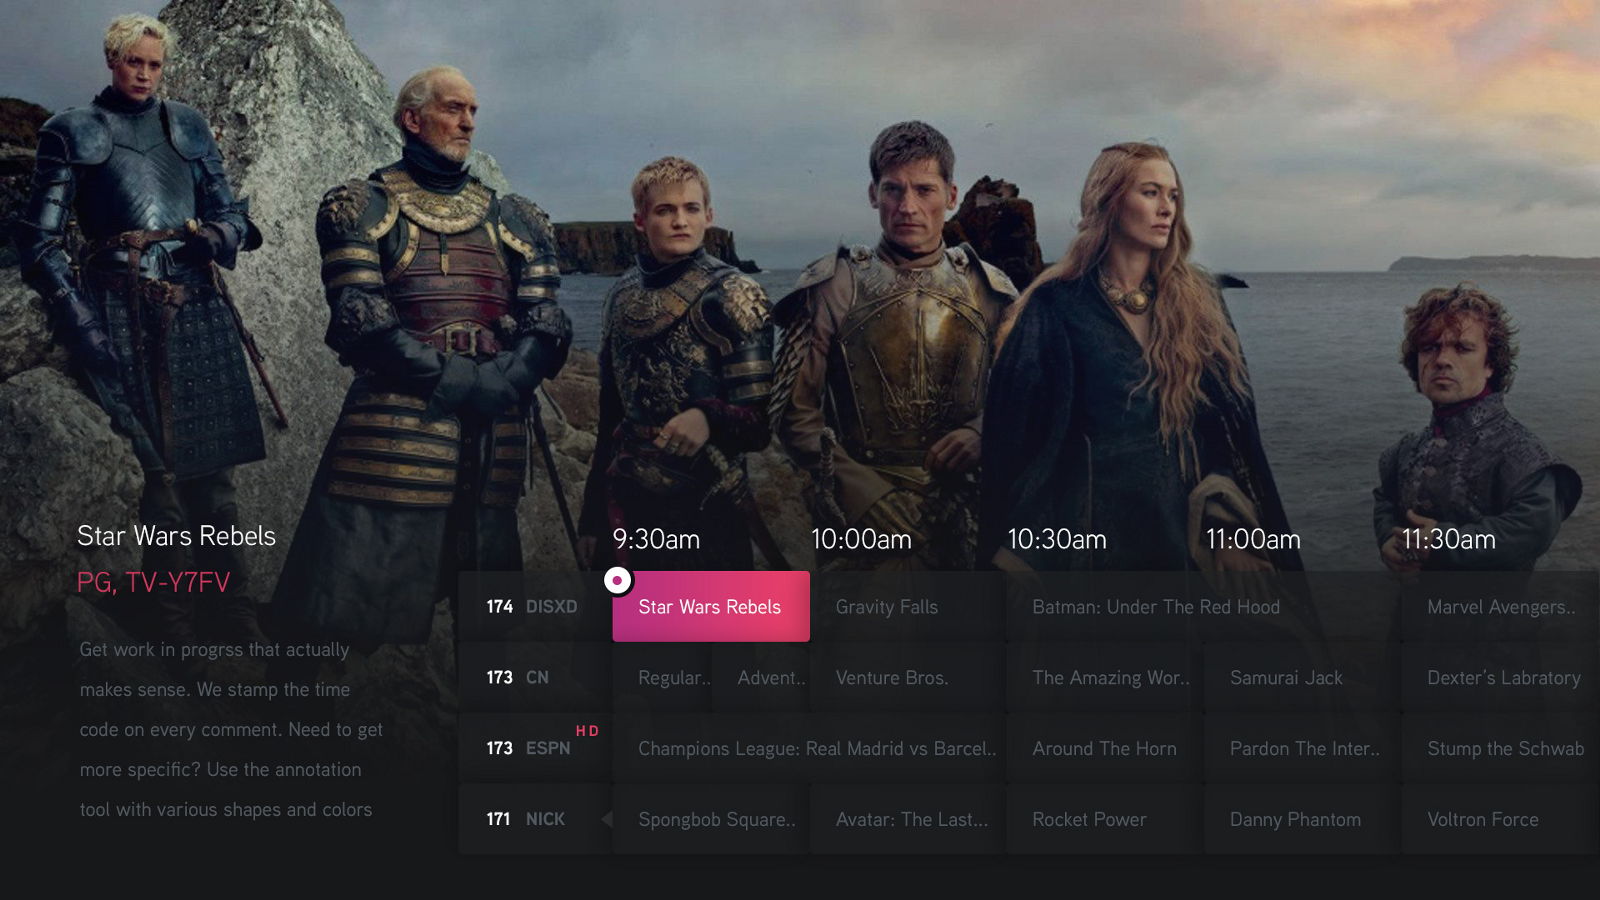 Star Wars Rebels
PG, TV-Y7FV
Get work in progrss that actually
makes sense. We stamp the time
code on every comment. Need to get
more specific? Use the annotation
tool with various shapes and colors
9:30am 10:00am 10:30am 11:00am 11:30am
174 DISXD Star Wars Rebels Gravity Falls Batman: Under The Red Hood Marvel Avengers..
173 CN Regular.. Advent.. Venture Bros. The Amazing Wor.. Samurai Jack Dexter's Labratory
173 ESPN HD Champions League: Real Madrid vs Barcel.. Around The Horn Pardon The Inter.. Stump the Schwab
171 NICK Spongbob Square.. Avatar: The Last... Rocket Power Danny Phantom Voltron Force